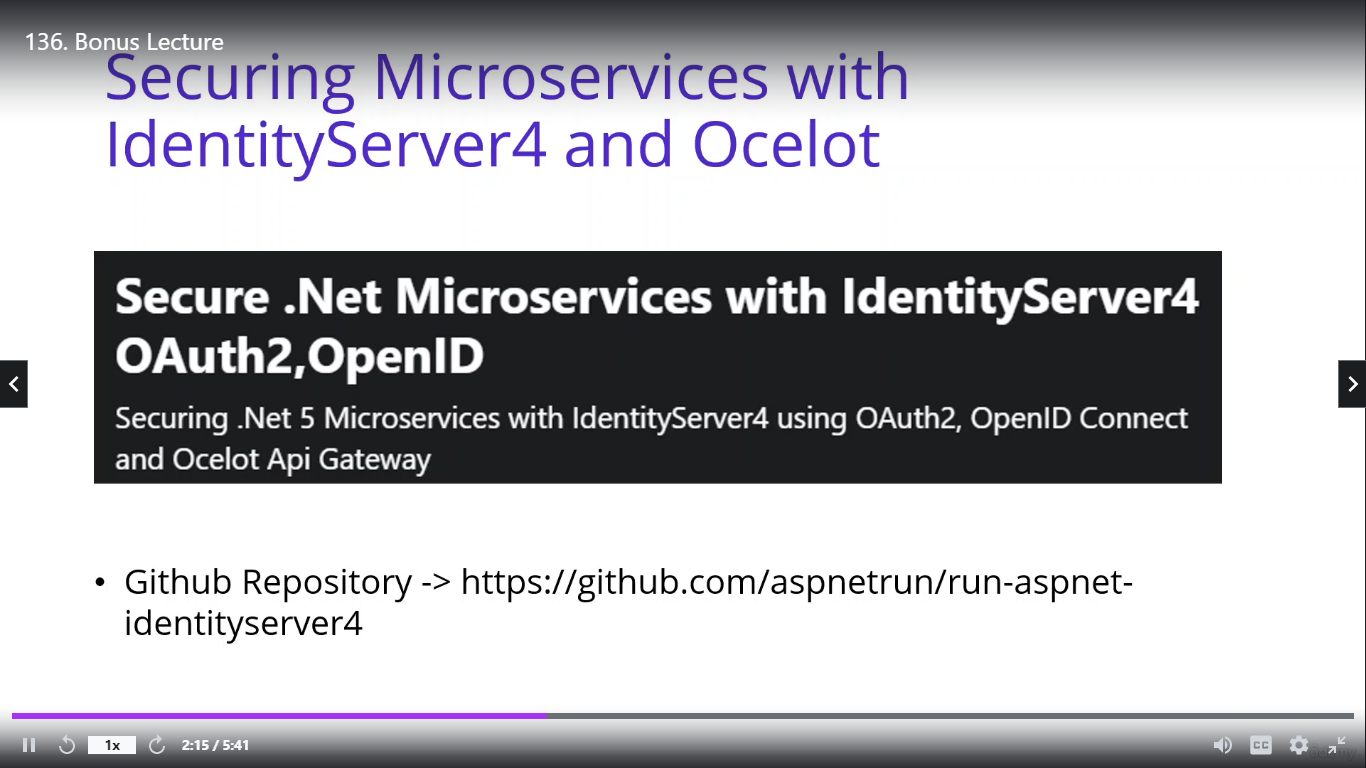 136. Bonus Lecture
Securing Microservices with
IdentityServer4 and Ocelot
Secure .Net Microservices with IdentityServer4
OAuth2,OpenID
Securing .Net 5 Microservices with IdentityServer4 using OAuth2, OpenID Connect
and Ocelot Api Gateway
• Github Repository -> https://github.com/aspnetrun/run-aspnet-
identityserver4
1x
2:15 / 5:41
CC